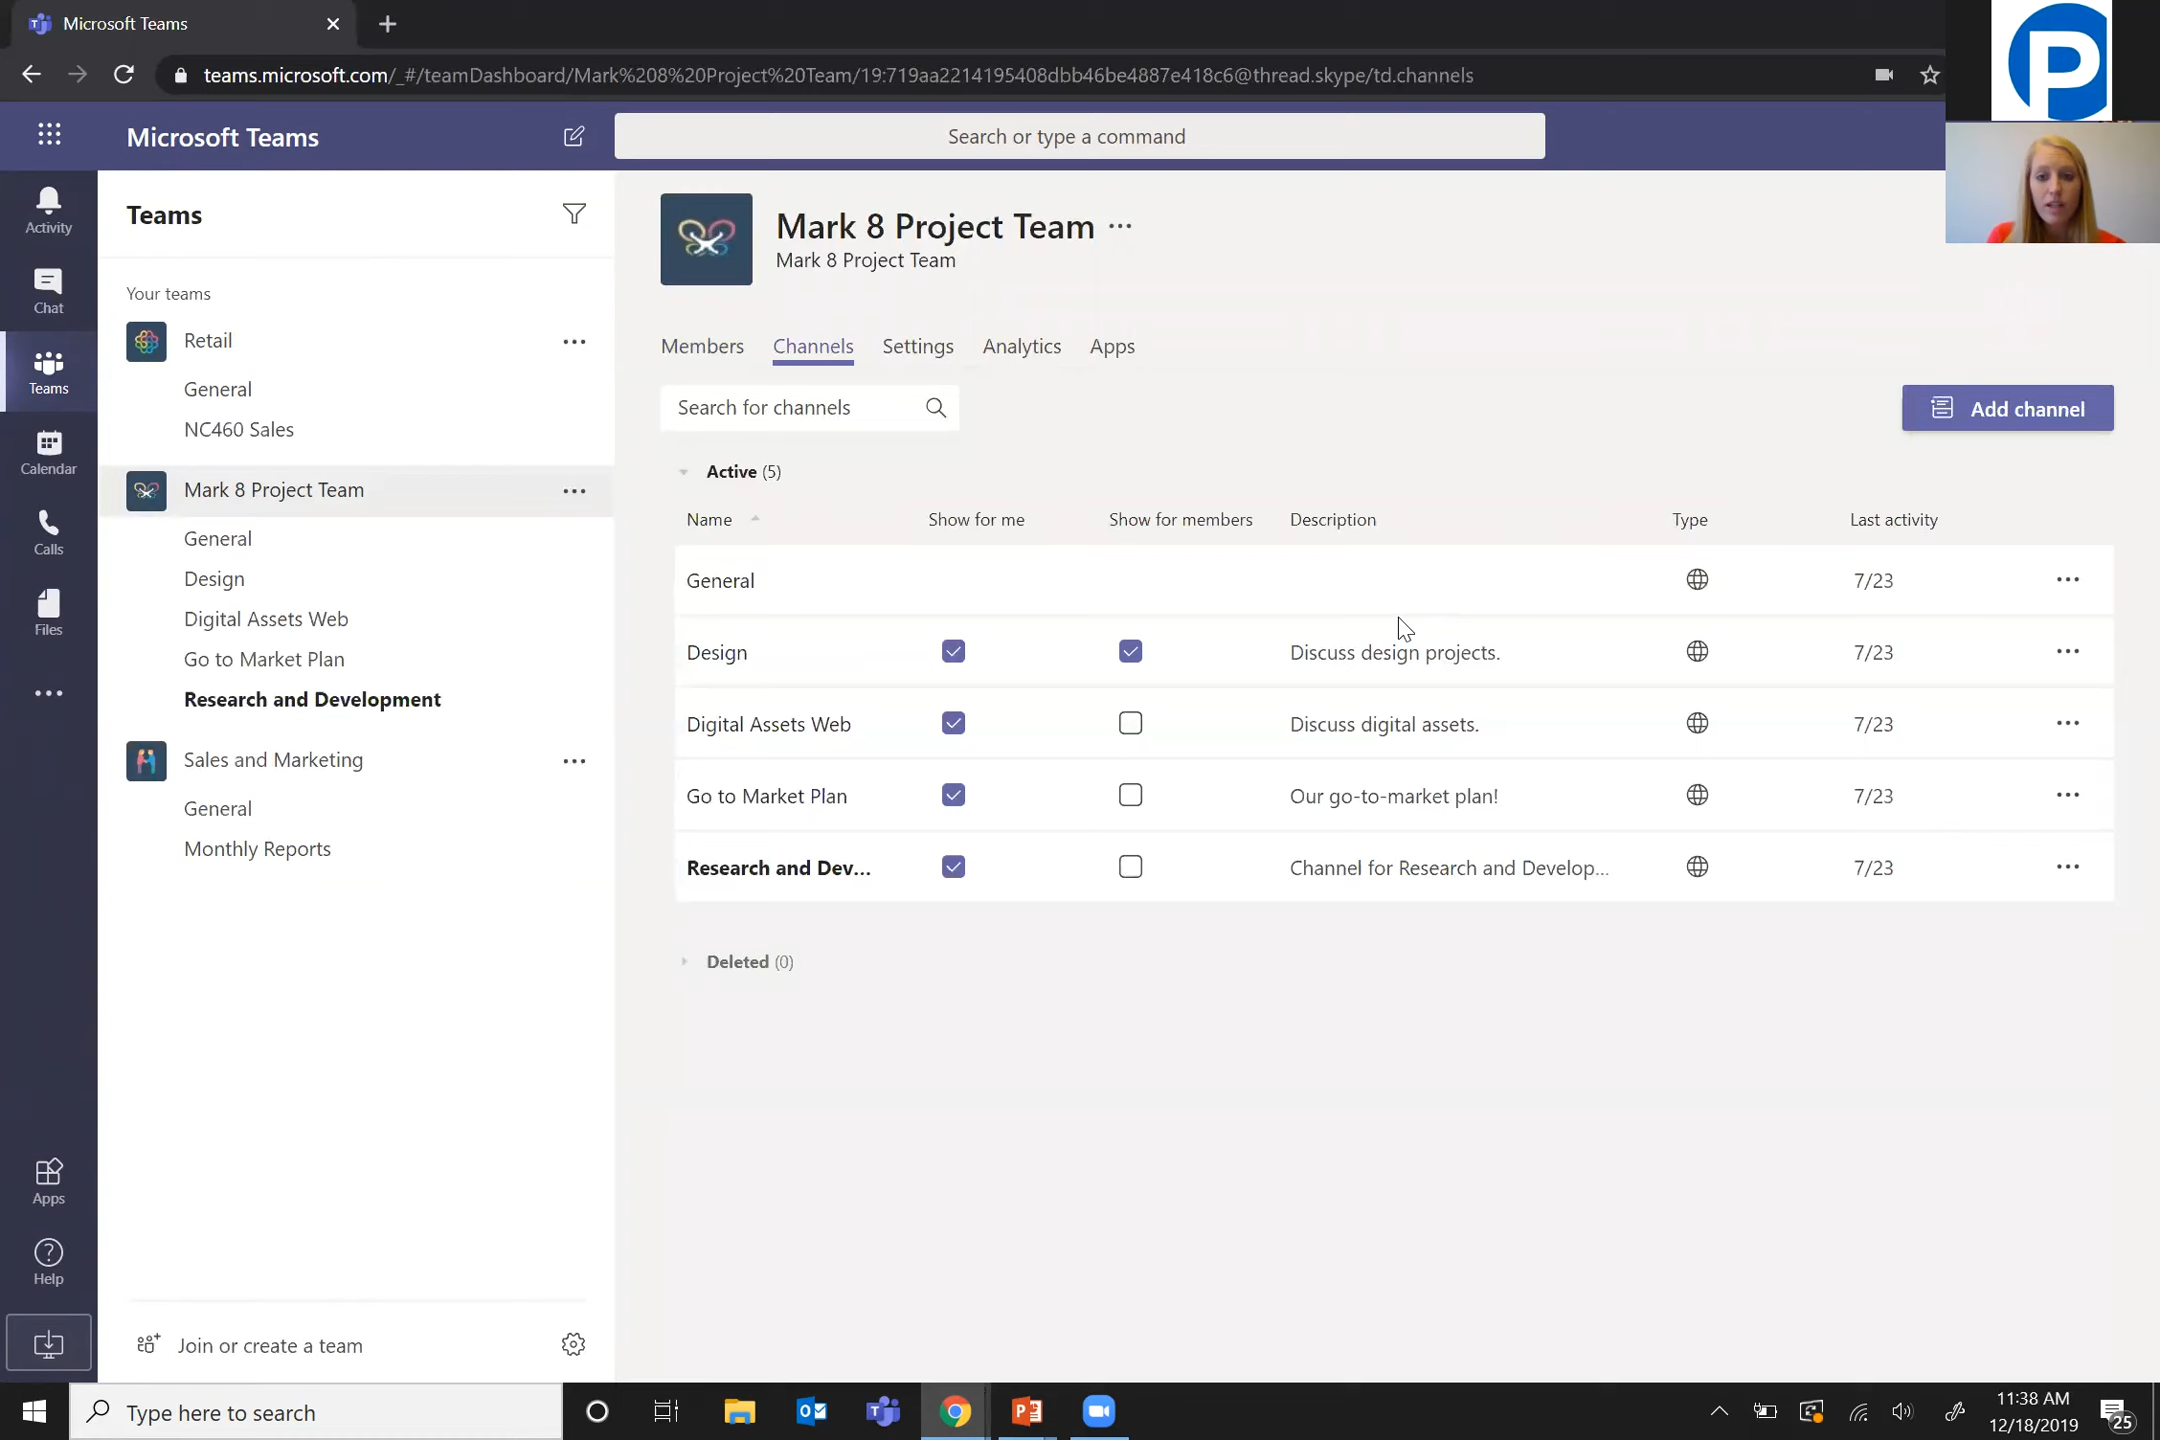 Microsoft Teams
teams.microsoft.com/_#/teamDashboard/Mark%208%20Project%20Team/19:719aa2214195408dbb46be4887e418c6@thread.skype/td.channels
P
Microsoft Teams
Search or type a command
Activity
Chat
Teams
Calendar
Calls
Files
Apps
Help
Teams
Your teams
Retail
General
NC460 Sales
Mark 8 Project Team
General
Design
Digital Assets Web
Go to Market Plan
Research and Development
Sales and Marketing
General
Monthly Reports
Join or create a team
Mark 8 Project Team
Mark 8 Project Team
Members Channels Settings Analytics Apps
Search for channels
Add channel
Active (5)
Name Show for me Show for members Description Type Last activity
General 7/23
Design Discuss design projects. 7/23
Digital Assets Web Discuss digital assets. 7/23
Go to Market Plan Our go-to-market plan! 7/23
Research and Dev... Channel for Research and Develop... 7/23
Deleted (0)
Type here to search
11:38 AM
12/18/2019
25